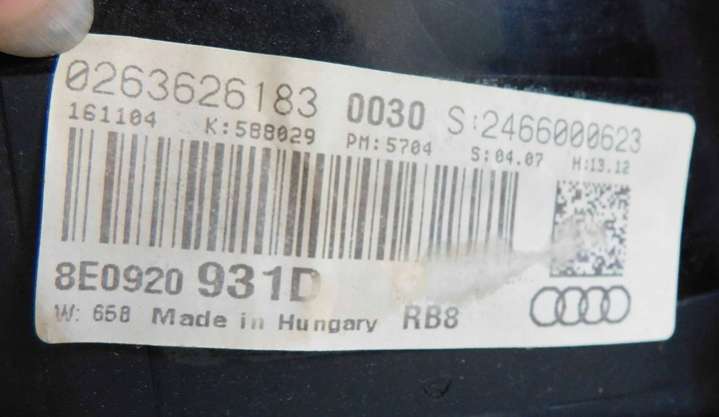 0263626183 0030 S:2466000623
161104 K:588029 PM:5704 S:04.07 H:13.12
8E0920 931D
W: 658 Made in Hungary RB8